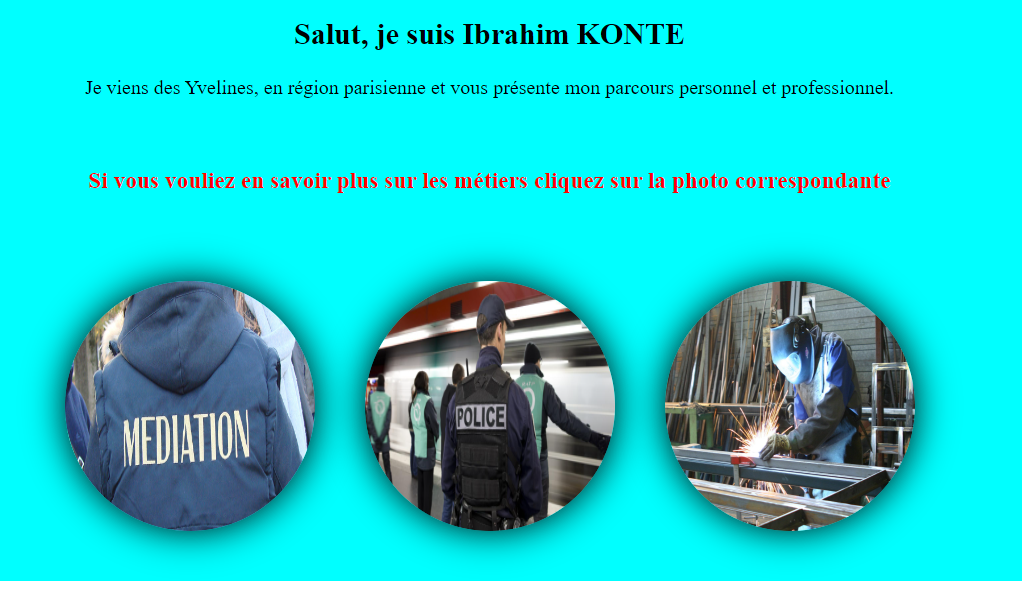 Salut, je suis Ibrahim KONTE
Je viens des Yvelines, en région parisienne et vous présente mon parcours personnel et professionnel.
Si vous vouliez en savoir plus sur les métiers cliquez sur la photo correspondante
MEDIATION
POLICE